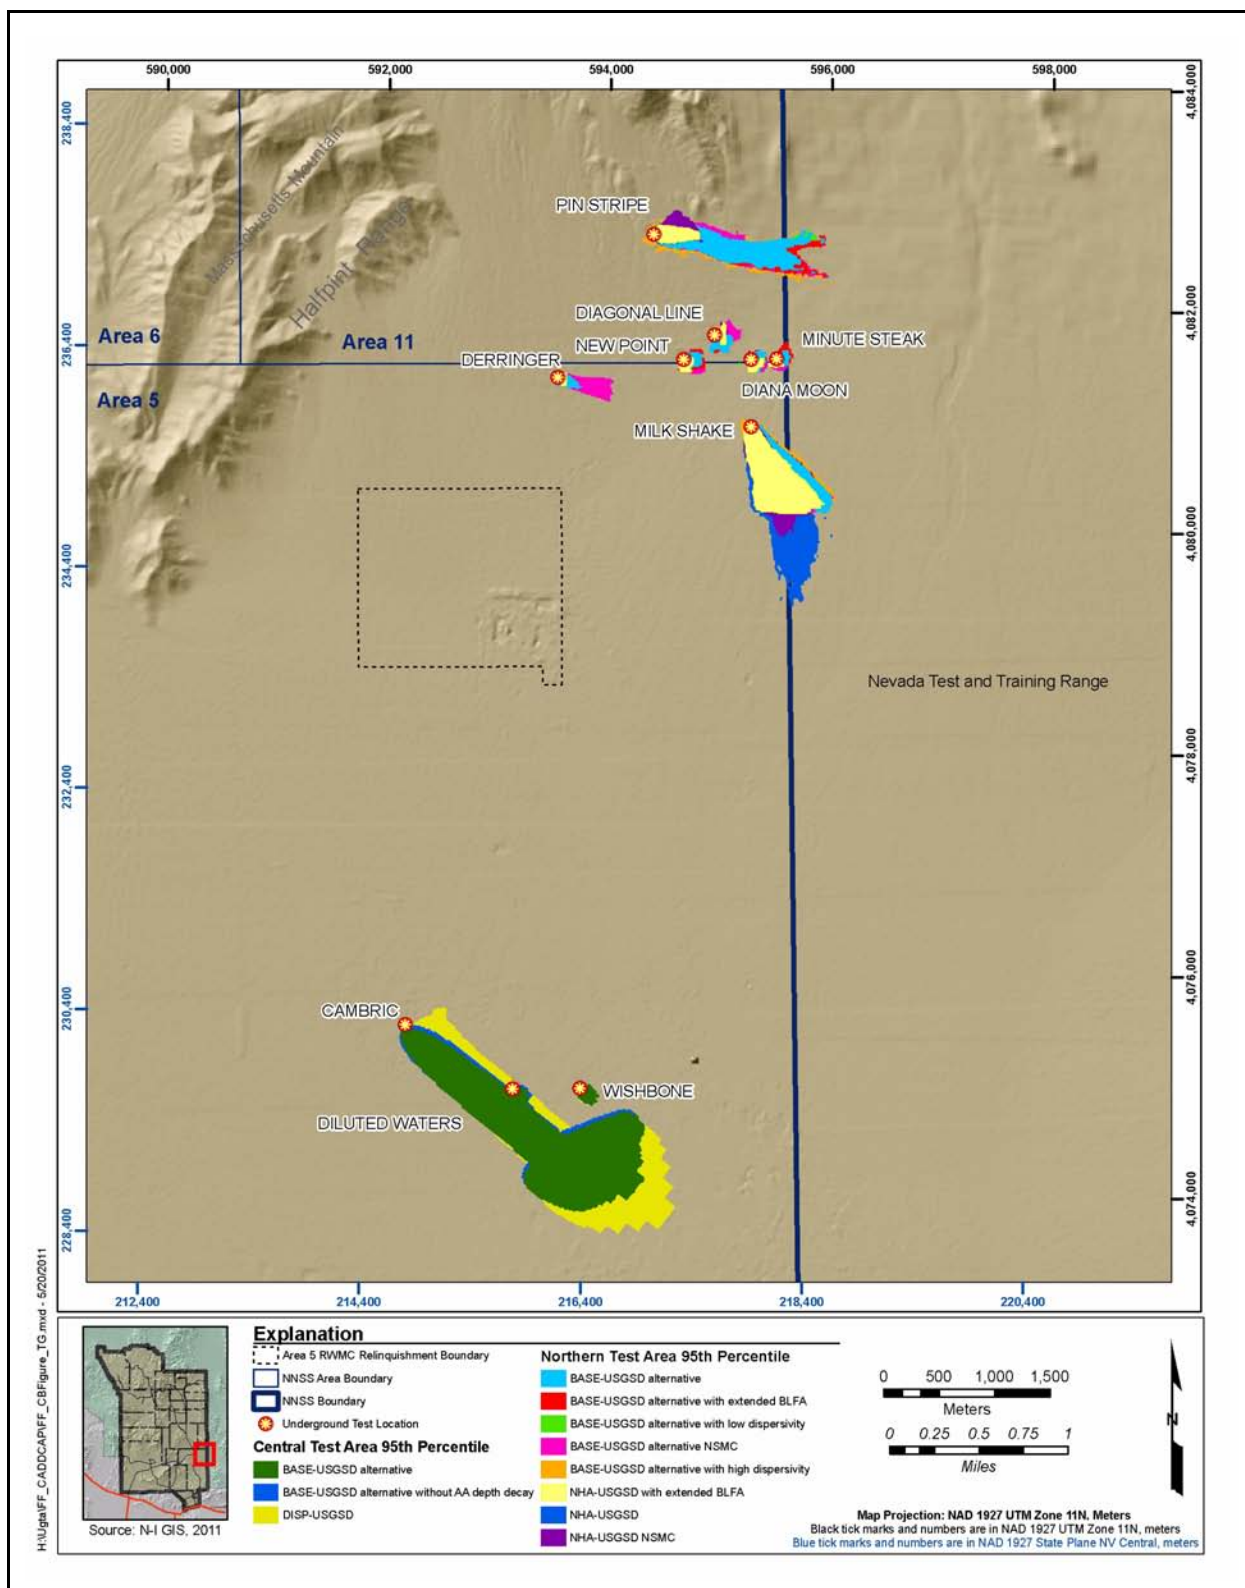 590,000
592,000
594,000
596,000
598,000
4,084,000
238,400
Massachusetts Mountain
Halfpint Range
PIN STRIPE
DIAGONAL LINE
4,082,000
236,400
Area 6
Area 11
NEW POINT
MINUTE STEAK
DERRINGER
Area 5
DIANA MOON
MILK SHAKE
4,080,000
234,400
Nevada Test and Training Range
4,078,000
232,400
4,076,000
230,400
CAMBRIC
WISHBONE
DILUTED WATERS
4,074,000
228,400
212,400
214,400
216,400
218,400
220,400
H:\Ugta\FF_CADDCAP\FF_CBFigure_TG.mxd - 5/20/2011
Source: N-I GIS, 2011
Explanation
Area 5 RWMC Relinquishment Boundary
NNSS Area Boundary
NNSS Boundary
Underground Test Location
Central Test Area 95th Percentile
BASE-USGSD alternative
BASE-USGSD alternative without AA depth decay
DISP-USGSD
Northern Test Area 95th Percentile
BASE-USGSD alternative
BASE-USGSD alternative with extended BLFA
BASE-USGSD alternative with low dispersivity
BASE-USGSD alternative NSMC
BASE-USGSD alternative with high dispersivity
NHA-USGSD with extended BLFA
NHA-USGSD
NHA-USGSD NSMC
0 500 1,000 1,500
Meters
0 0.25 0.5 0.75 1
Miles
N
Map Projection: NAD 1927 UTM Zone 11N, Meters
Black tick marks and numbers are in NAD 1927 UTM Zone 11N, meters
Blue tick marks and numbers are in NAD 1927 State Plane NV Central, meters